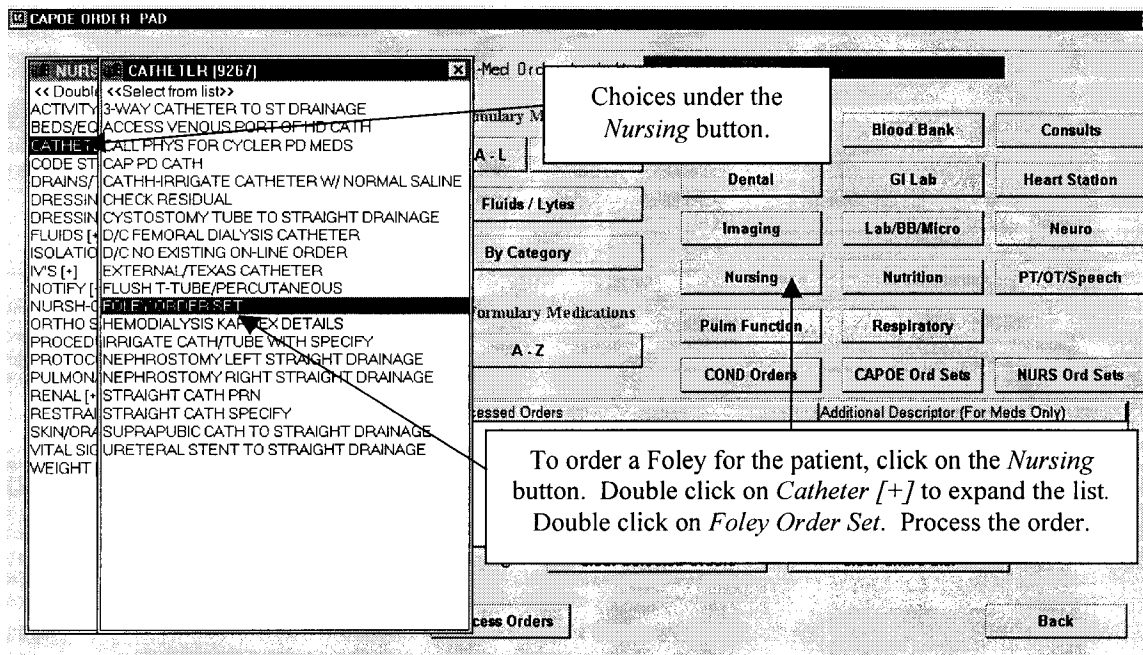 CAPOE ORDER PAD
NURS
<< Double
ACTIVITY
BEDS/EQ
CATHET
CODE ST
DRAINS/T
DRESSIN
DRESSIN
FLUIDS [+
ISOLATIO
IV'S [+]
NOTIFY [+
NURSH-C
ORTHO S
PROCED
PROTOC
PULMON
RENAL [+
RESTRAI
SKIN/ORA
VITAL SIG
WEIGHT
CATHETER (9267)
<<Select from list>>
3-WAY CATHETER TO ST DRAINAGE
ACCESS VENOUS PORT OF HD CATH
CALL PHYS FOR CYCLER PD MEDS
CAP PD CATH
CATHH-IRRIGATE CATHETER W/ NORMAL SALINE
CHECK RESIDUAL
CYSTOSTOMY TUBE TO STRAIGHT DRAINAGE
D/C FEMORAL DIALYSIS CATHETER
D/C NO EXISTING ON-LINE ORDER
EXTERNAL/TEXAS CATHETER
FLUSH T-TUBE/PERCUTANEOUS
FOLEY ORDER SET
HEMODIALYSIS KARDEX DETAILS
IRRIGATE CATH/TUBE WITH SPECIFY
NEPHROSTOMY LEFT STRAIGHT DRAINAGE
NEPHROSTOMY RIGHT STRAIGHT DRAINAGE
STRAIGHT CATH PRN
STRAIGHT CATH SPECIFY
SUPRAPUBIC CATH TO STRAIGHT DRAINAGE
URETERAL STENT TO STRAIGHT DRAINAGE
-Med Ord
Choices under the
Nursing button.
mulary M
A - L
Fluids / Lytes
By Category
ormulary Medications
A - Z
Blood Bank
Consults
Dental
GI Lab
Heart Station
Imaging
Lab/BB/Micro
Neuro
Nursing
Nutrition
PT/OT/Speech
Pulm Function
Respiratory
COND Orders
CAPOE Ord Sets
NURS Ord Sets
cessed Orders
Additional Descriptor (For Meds Only)
To order a Foley for the patient, click on the Nursing
button. Double click on Catheter [+] to expand the list.
Double click on Foley Order Set. Process the order.
cess Orders
Back